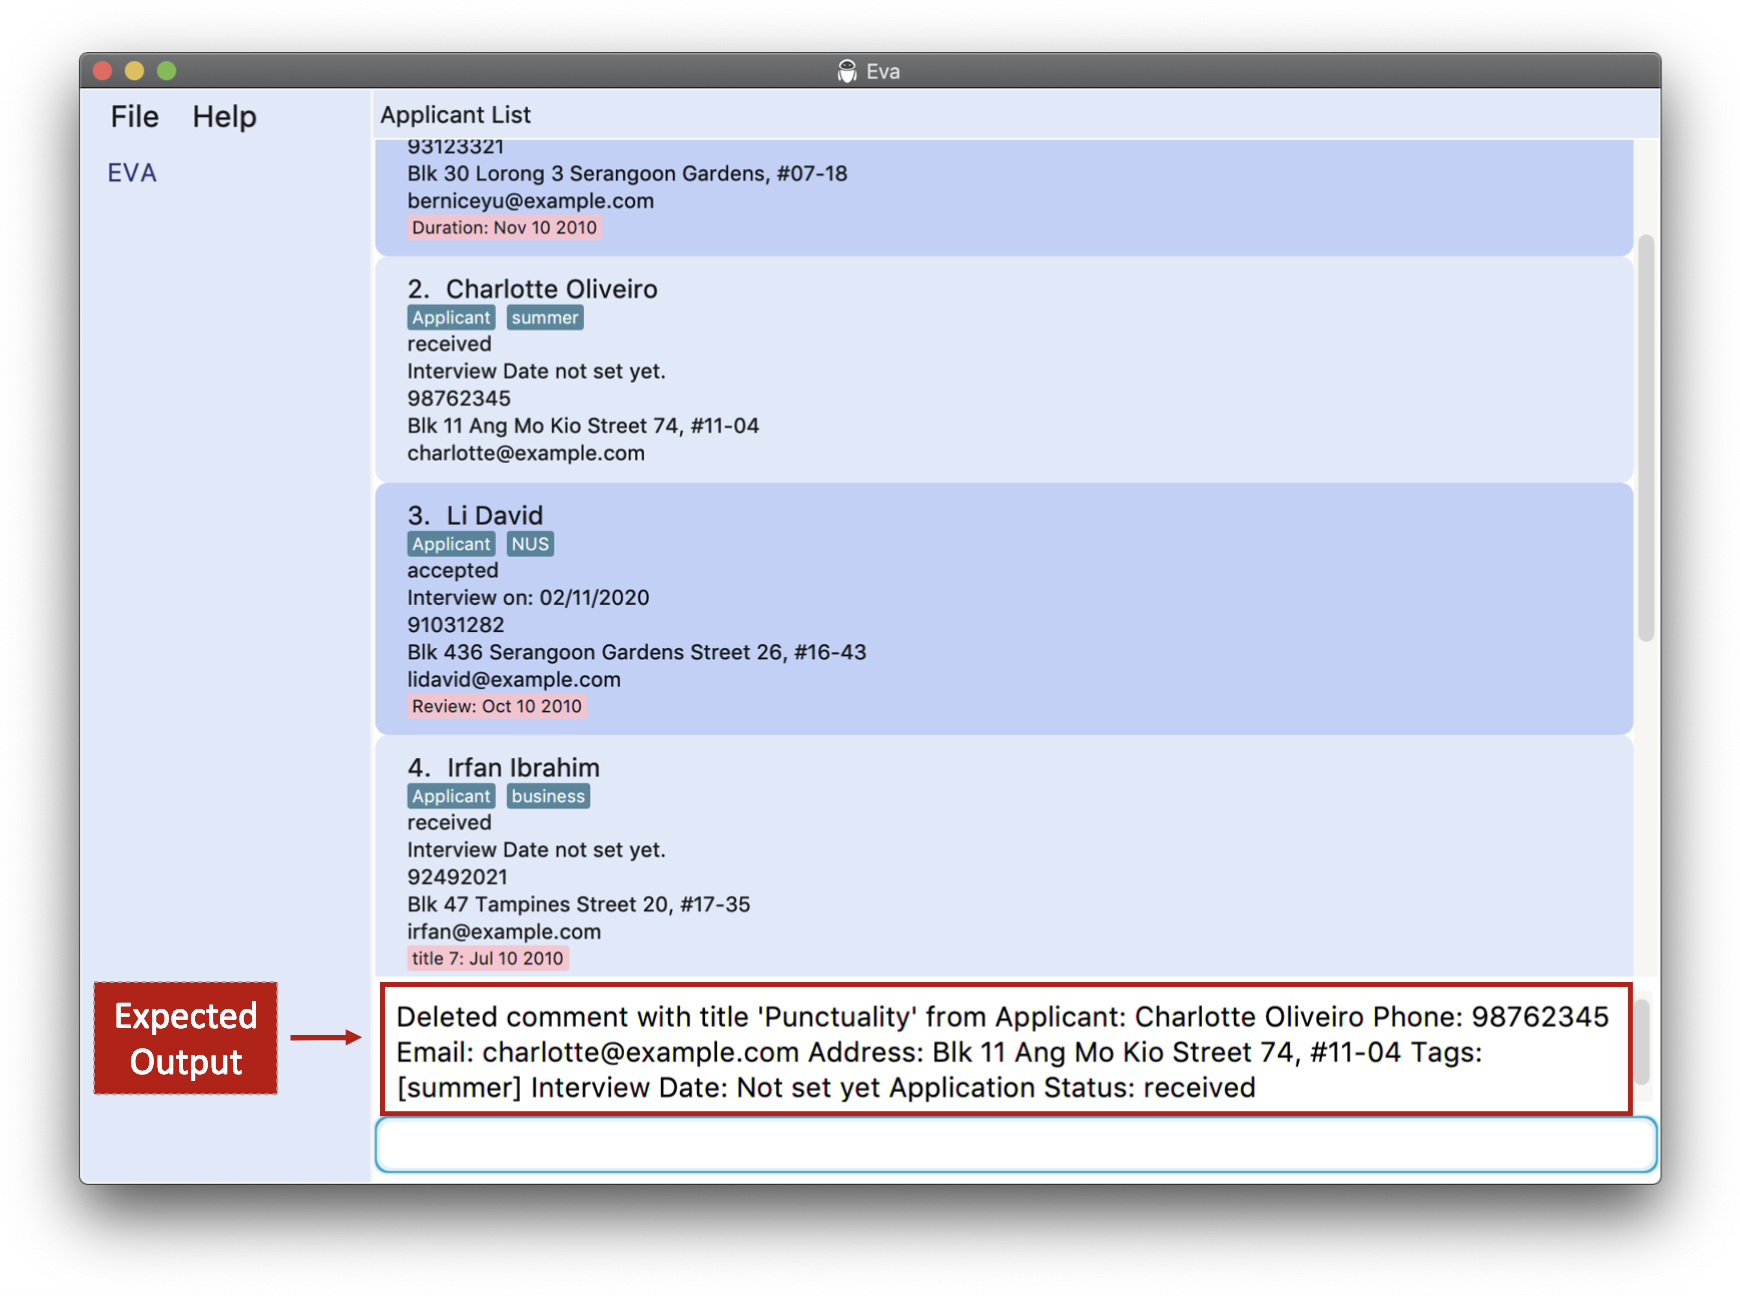 Eva
File Help
EVA
Applicant List
93123321
Blk 30 Lorong 3 Serangoon Gardens, #07-18
berniceyu@example.com
Duration: Nov 10 2010
2. Charlotte Oliveiro
Applicant summer
received
Interview Date not set yet.
98762345
Blk 11 Ang Mo Kio Street 74, #11-04
charlotte@example.com
3. Li David
Applicant NUS
accepted
Interview on: 02/11/2020
91031282
Blk 436 Serangoon Gardens Street 26, #16-43
lidavid@example.com
Review: Oct 10 2010
4. Irfan Ibrahim
Applicant business
received
Interview Date not set yet.
92492021
Blk 47 Tampines Street 20, #17-35
irfan@example.com
title 7: Jul 10 2010
Expected
Output
Deleted comment with title 'Punctuality' from Applicant: Charlotte Oliveiro Phone: 98762345
Email: charlotte@example.com Address: Blk 11 Ang Mo Kio Street 74, #11-04 Tags:
[summer] Interview Date: Not set yet Application Status: received